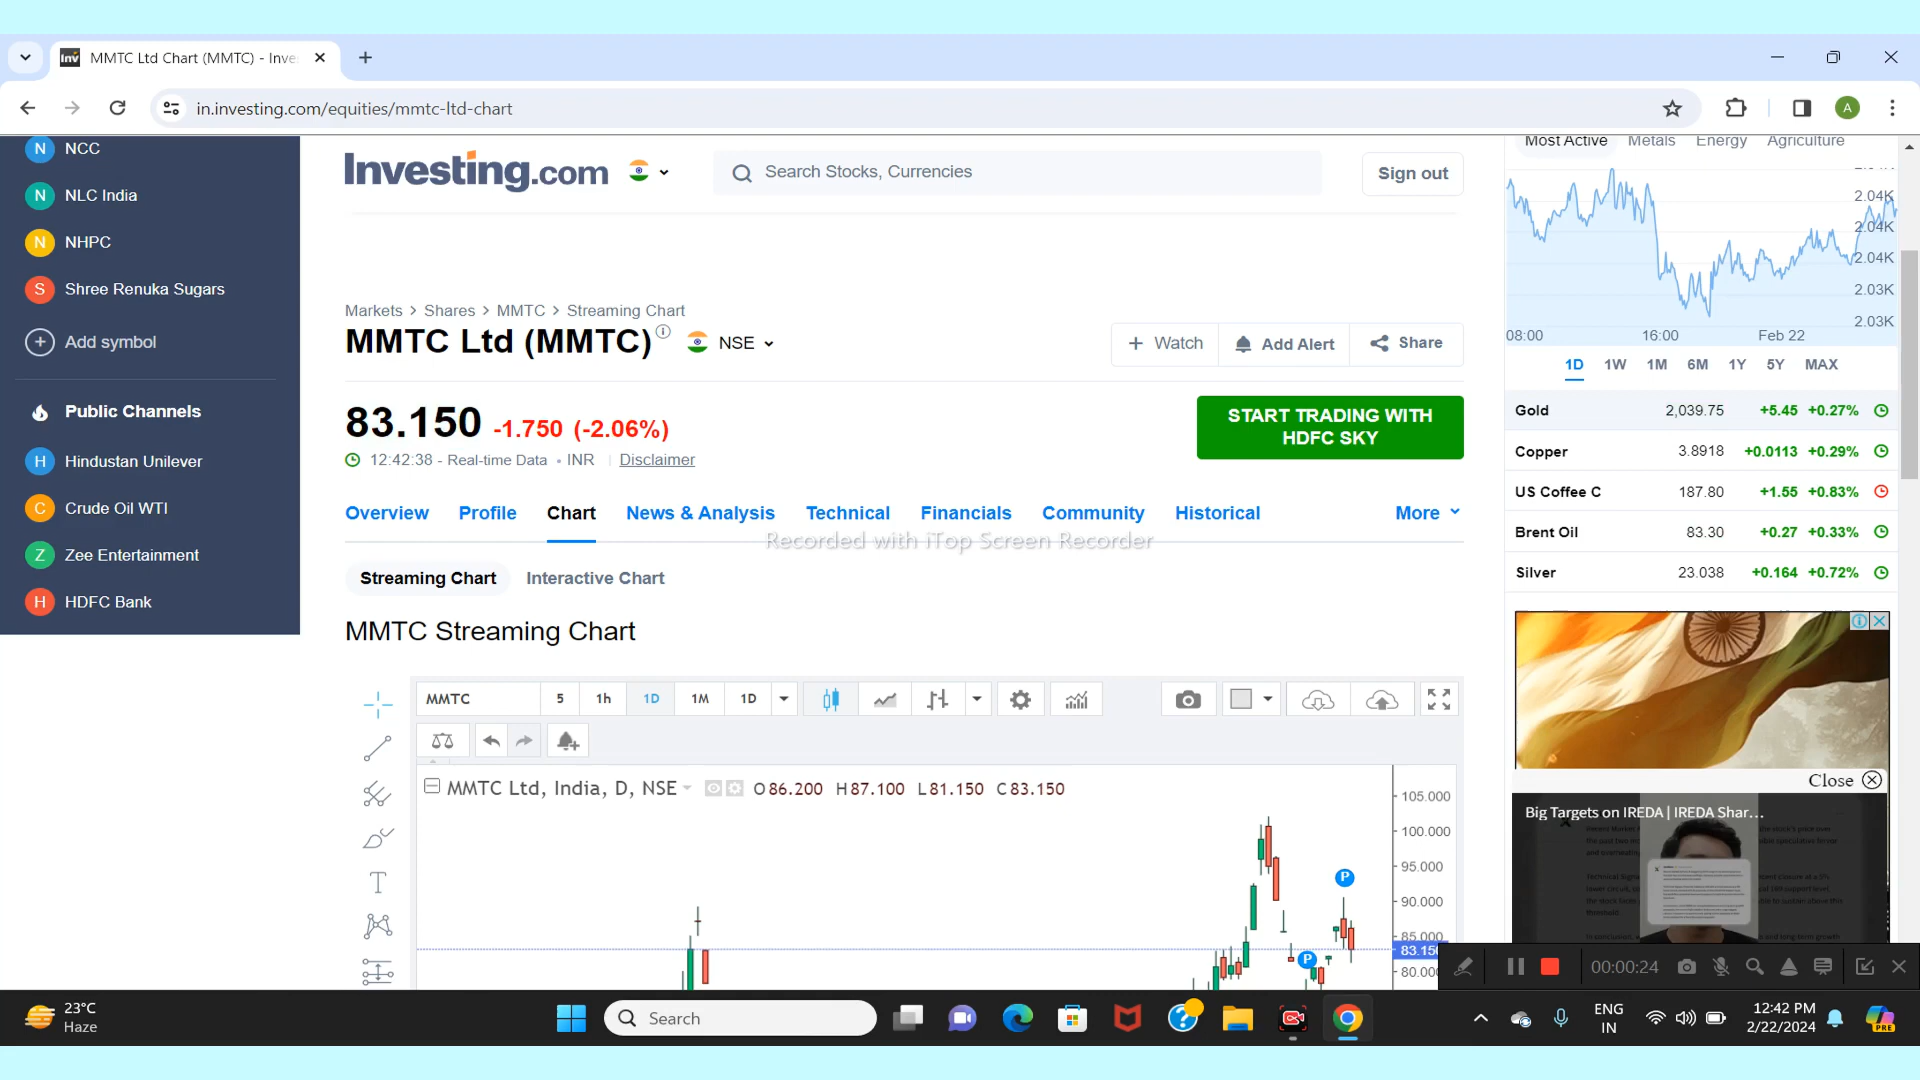 MMTC Ltd Chart (MMTC) - Inve
in.investing.com/equities/mmtc-ltd-chart
A
N NCC
N NLC India
N NHPC
S Shree Renuka Sugars
Add symbol
Public Channels
H Hindustan Unilever
C Crude Oil WTI
Z Zee Entertainment
H HDFC Bank
Investing.com
Search Stocks, Currencies
Sign out
Markets > Shares > MMTC > Streaming Chart
MMTC Ltd (MMTC)
NSE
+ Watch
Add Alert
Share
83.150 -1.750 (-2.06%)
12:42:38 - Real-time Data • INR Disclaimer
START TRADING WITH
HDFC SKY
Overview Profile Chart News & Analysis Technical Financials Community Historical More
Recorded with iTop Screen Recorder
Streaming Chart Interactive Chart
MMTC Streaming Chart
MMTC 5 1h 1D 1M 1D
MMTC Ltd, India, D, NSE O86.200 H87.100 L81.150 C83.150
105.000
100.000
95.000
90.000
85.000
83.150
80.000
P
P
Most Active Metals Energy Agriculture
2.04K
2.04K
2.04K
2.03K
2.03K
08:00 16:00 Feb 22
1D 1W 1M 6M 1Y 5Y MAX
Gold 2,039.75 +5.45 +0.27%
Copper 3.8918 +0.0113 +0.29%
US Coffee C 187.80 +1.55 +0.83%
Brent Oil 83.30 +0.27 +0.33%
Silver 23.038 +0.164 +0.72%
Close
Big Targets on IREDA | IREDA Shar...
00:00:24
23°C
Haze
Search
ENG
IN
12:42 PM
2/22/2024
PRE